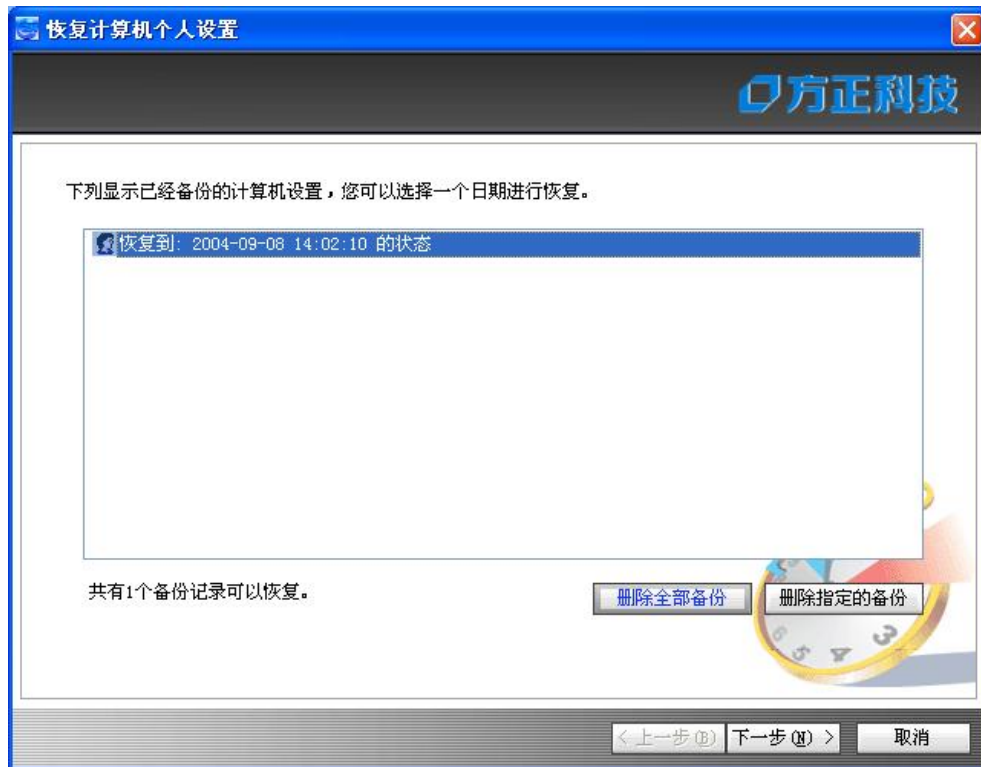 恢复计算机个人设置
方正科技
下列显示已经备份的计算机设置，您可以选择一个日期进行恢复。
恢复到: 2004-09-08 14:02:10 的状态
共有1个备份记录可以恢复。
删除全部备份
删除指定的备份
< 上一步(B)
下一步(N) >
取消